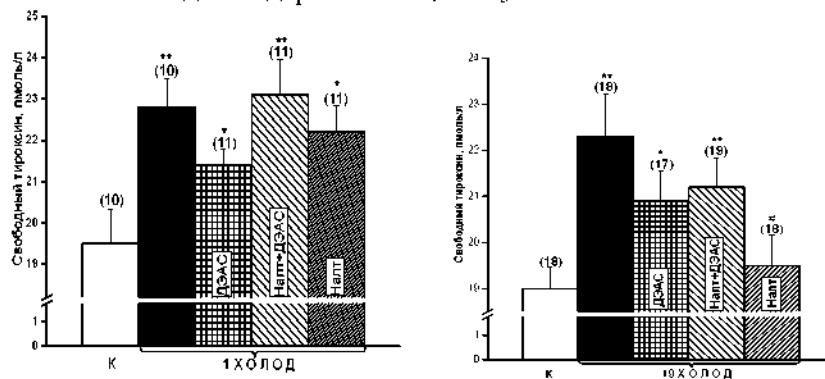 Свободный тироксин, пмоль/л
25
24
23
22
21
20
19
1
0
(10)
**
(10)
*
(11)
**
(11)
*
(11)
ДЭАС
Налт+ДЭАС
Налт
К
1 ХОЛОД
Свободный тироксин, пмоль/л
24
23
22
21
20
19
1
0
(18)
**
(18)
*
(17)
**
(19)
(18)
ДЭАС
Налт+ДЭАС
Налт
К
19 ХОЛОД